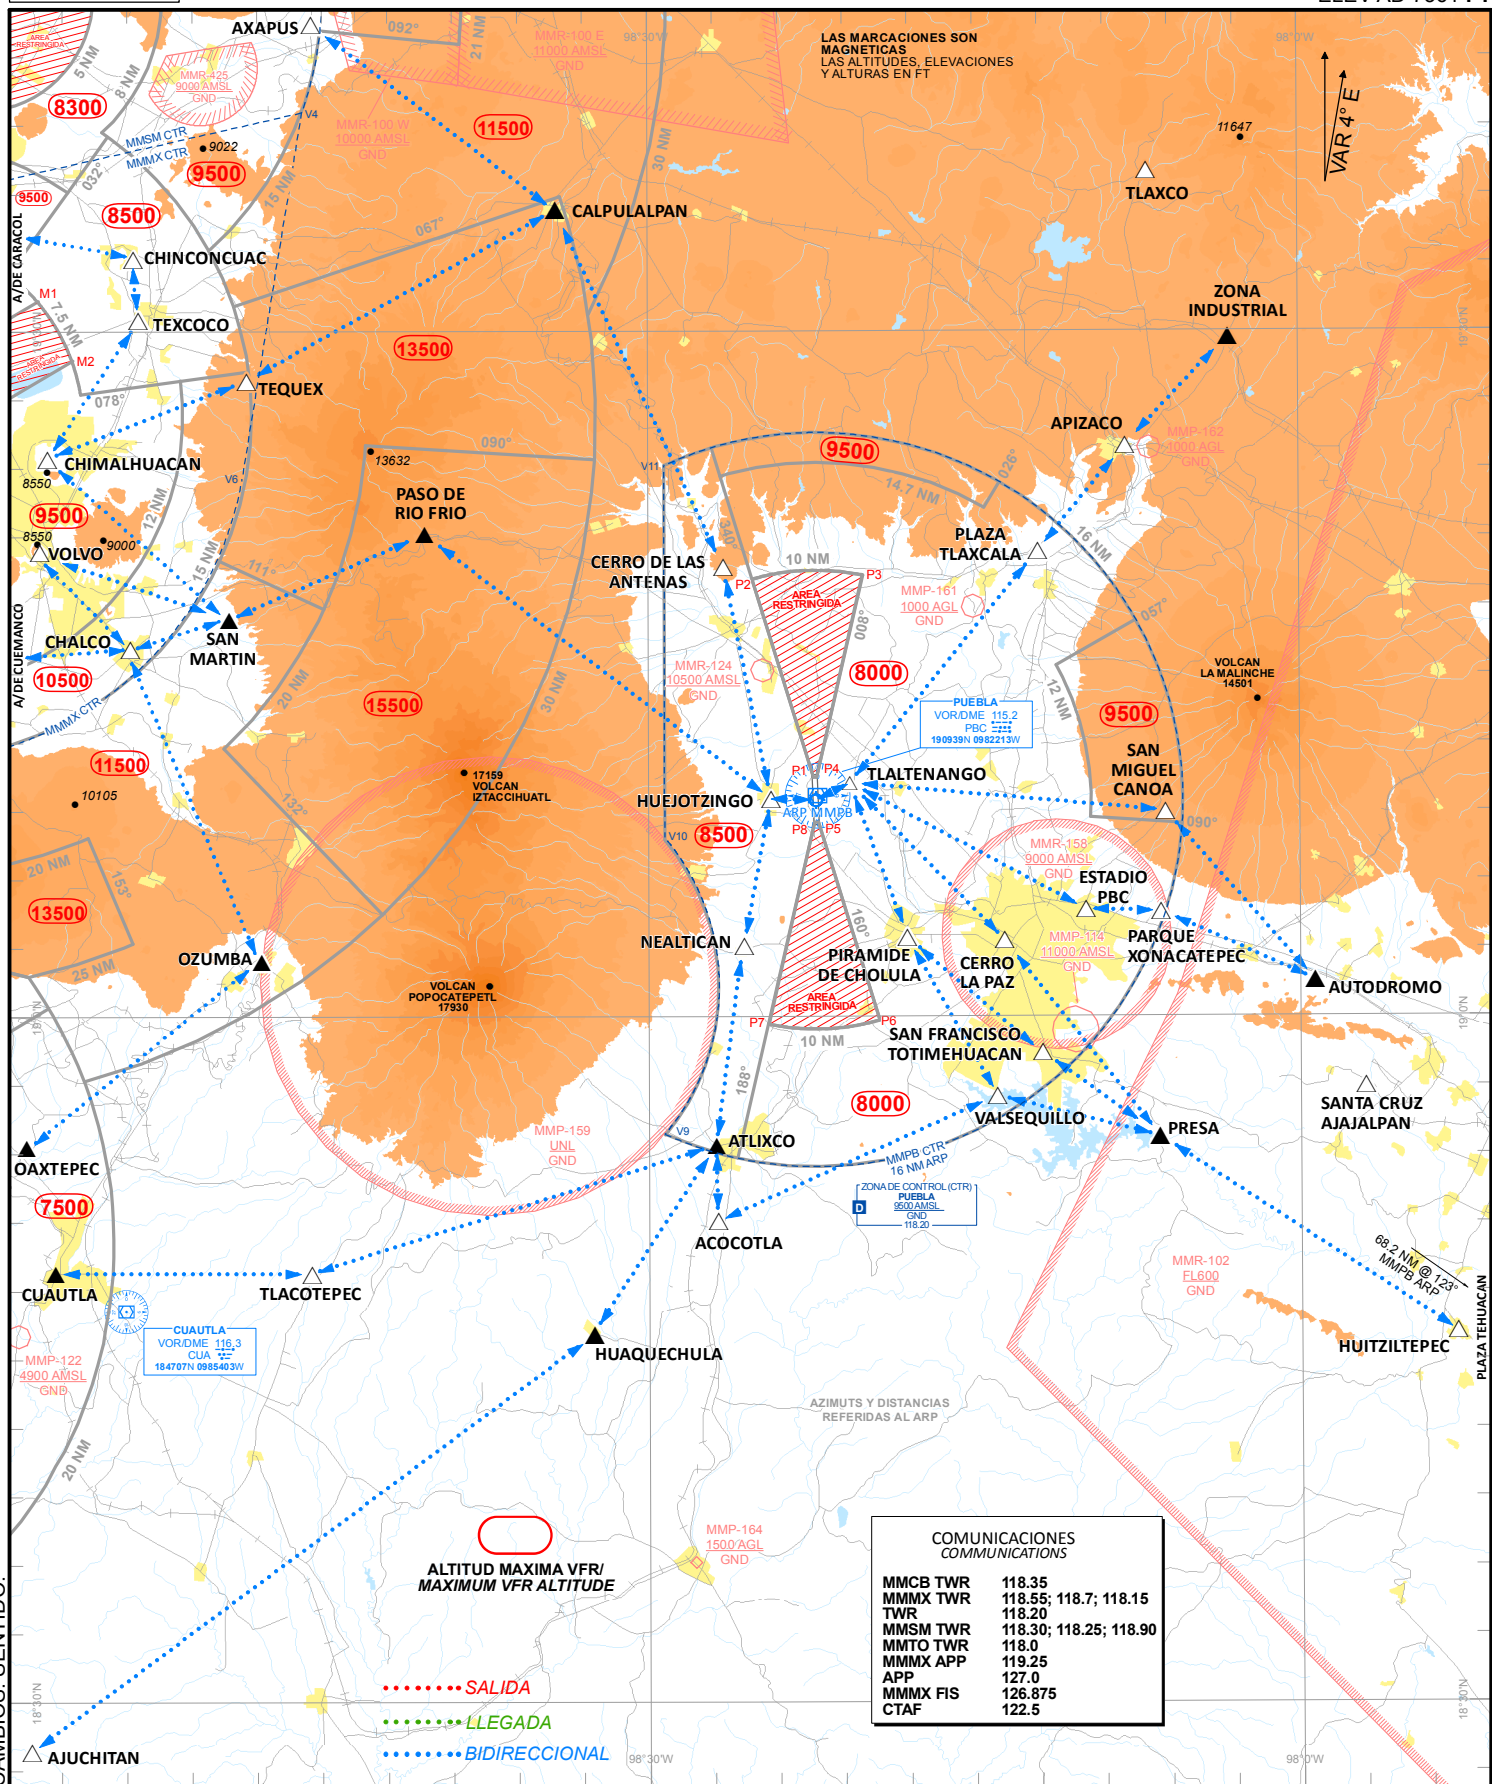 AXAPUS
092°
21 NM
MMR-100 E
11000 AMSL
GND
98°30'W
LAS MARCACIONES SON
MAGNETICAS
LAS ALTITUDES, ELEVACIONES
Y ALTURAS EN FT
98°0'W
VAR 4° E
AREA
RESTRINGIDA
5 NM
8 NM
MMR-425
9000 AMSL
GND
8300
V4
MMR-100 W
10000 AMSL
GND
11500
30 NM
11647
MMSM CTR
MMMX CTR
9022
9500
032°
15 NM
TLAXCO
9500
8500
CALPULALPAN
067°
A/DE CARACOL
CHINCONCUAC
M1
7.5 NM
TEXCOCO
ZONA
INDUSTRIAL
19°30'N
AREA
RESTRINGIDA
M2
13500
TEQUEX
078°
APIZACO
MMP-162
1000 AGL
GND
090°
9500
13632
CHIMALHUACAN
8550
V6
V11
026°
14.7 NM
12 NM
PASO DE
RIO FRIO
9500
8550
9000
VOLVO
340°
PLAZA
TLAXCALA
16 NM
15 NM
111°
CERRO DE LAS
ANTENAS
10 NM
P2
P3
AREA
RESTRINGIDA
MMP-161
1000 AGL
GND
008°
057°
A/DE CUEMANCO
CHALCO
SAN
MARTIN
10500
MMMX CTR
20 NM
15500
30 NM
MMR-124
10500 AMSL
GND
8000
VOLCAN
LA MALINCHE
14501
12 NM
9500
PUEBLA
VOR/DME 115.2
PBC
190939N 0982213W
11500
10105
17159
VOLCAN
IZTACCIHUATL
132°
P1
P4
TLALTENANGO
SAN
MIGUEL
CANOA
HUEJOTZINGO
ARP MMPB
090°
P8
P5
V10
8500
20 NM
153°
MMR-158
9000 AMSL
GND
ESTADIO
PBC
13500
25 NM
OZUMBA
NEALTICAN
160°
PIRAMIDE
DE CHOLULA
CERRO
LA PAZ
MMP-114
11000 AMSL
GND
PARQUE
XONACATEPEC
AUTODROMO
VOLCAN
POPOCATEPETL
17930
AREA
RESTRINGIDA
P7
P6
10 NM
19°0'N
19°0'N
SAN FRANCISCO
TOTIMEHUACAN
188°
8000
VALSEQUILLO
SANTA CRUZ
AJAJALPAN
PRESA
MMP-159
UNL
GND
V9
ATLIXCO
MMPB CTR
16 NM ARP
OAXTEPEC
7500
ZONA DE CONTROL (CTR)
PUEBLA
D
9500 AMSL
GND
118.20
ACOCOTLA
CUAUTLA
TLACOTEPEC
MMR-102
FL600
GND
68.2 NM @ 123°
MMPB ARP
PLAZA TEHUACAN
CUAUTLA
VOR/DME 116.3
CUA
184707N 0985403W
HUITZILTEPEC
HUAQUECHULA
MMP-122
4900 AMSL
GND
AZIMUTS Y DISTANCIAS
REFERIDAS AL ARP
20 NM
ALTITUD MAXIMA VFR/
MAXIMUM VFR ALTITUDE
MMP-164
1500 AGL
GND
COMUNICACIONES
COMMUNICATIONS
MMCB TWR 118.35
MMMX TWR 118.55; 118.7; 118.15
TWR 118.20
MMSM TWR 118.30; 118.25; 118.90
MMTO TWR 118.0
MMMX APP 119.25
APP 127.0
MMMX FIS 126.875
CTAF 122.5
SALIDA
LLEGADA
BIDIRECCIONAL
18°30'N
18°30'N
98°30'W
98°0'W
AJUCHITAN